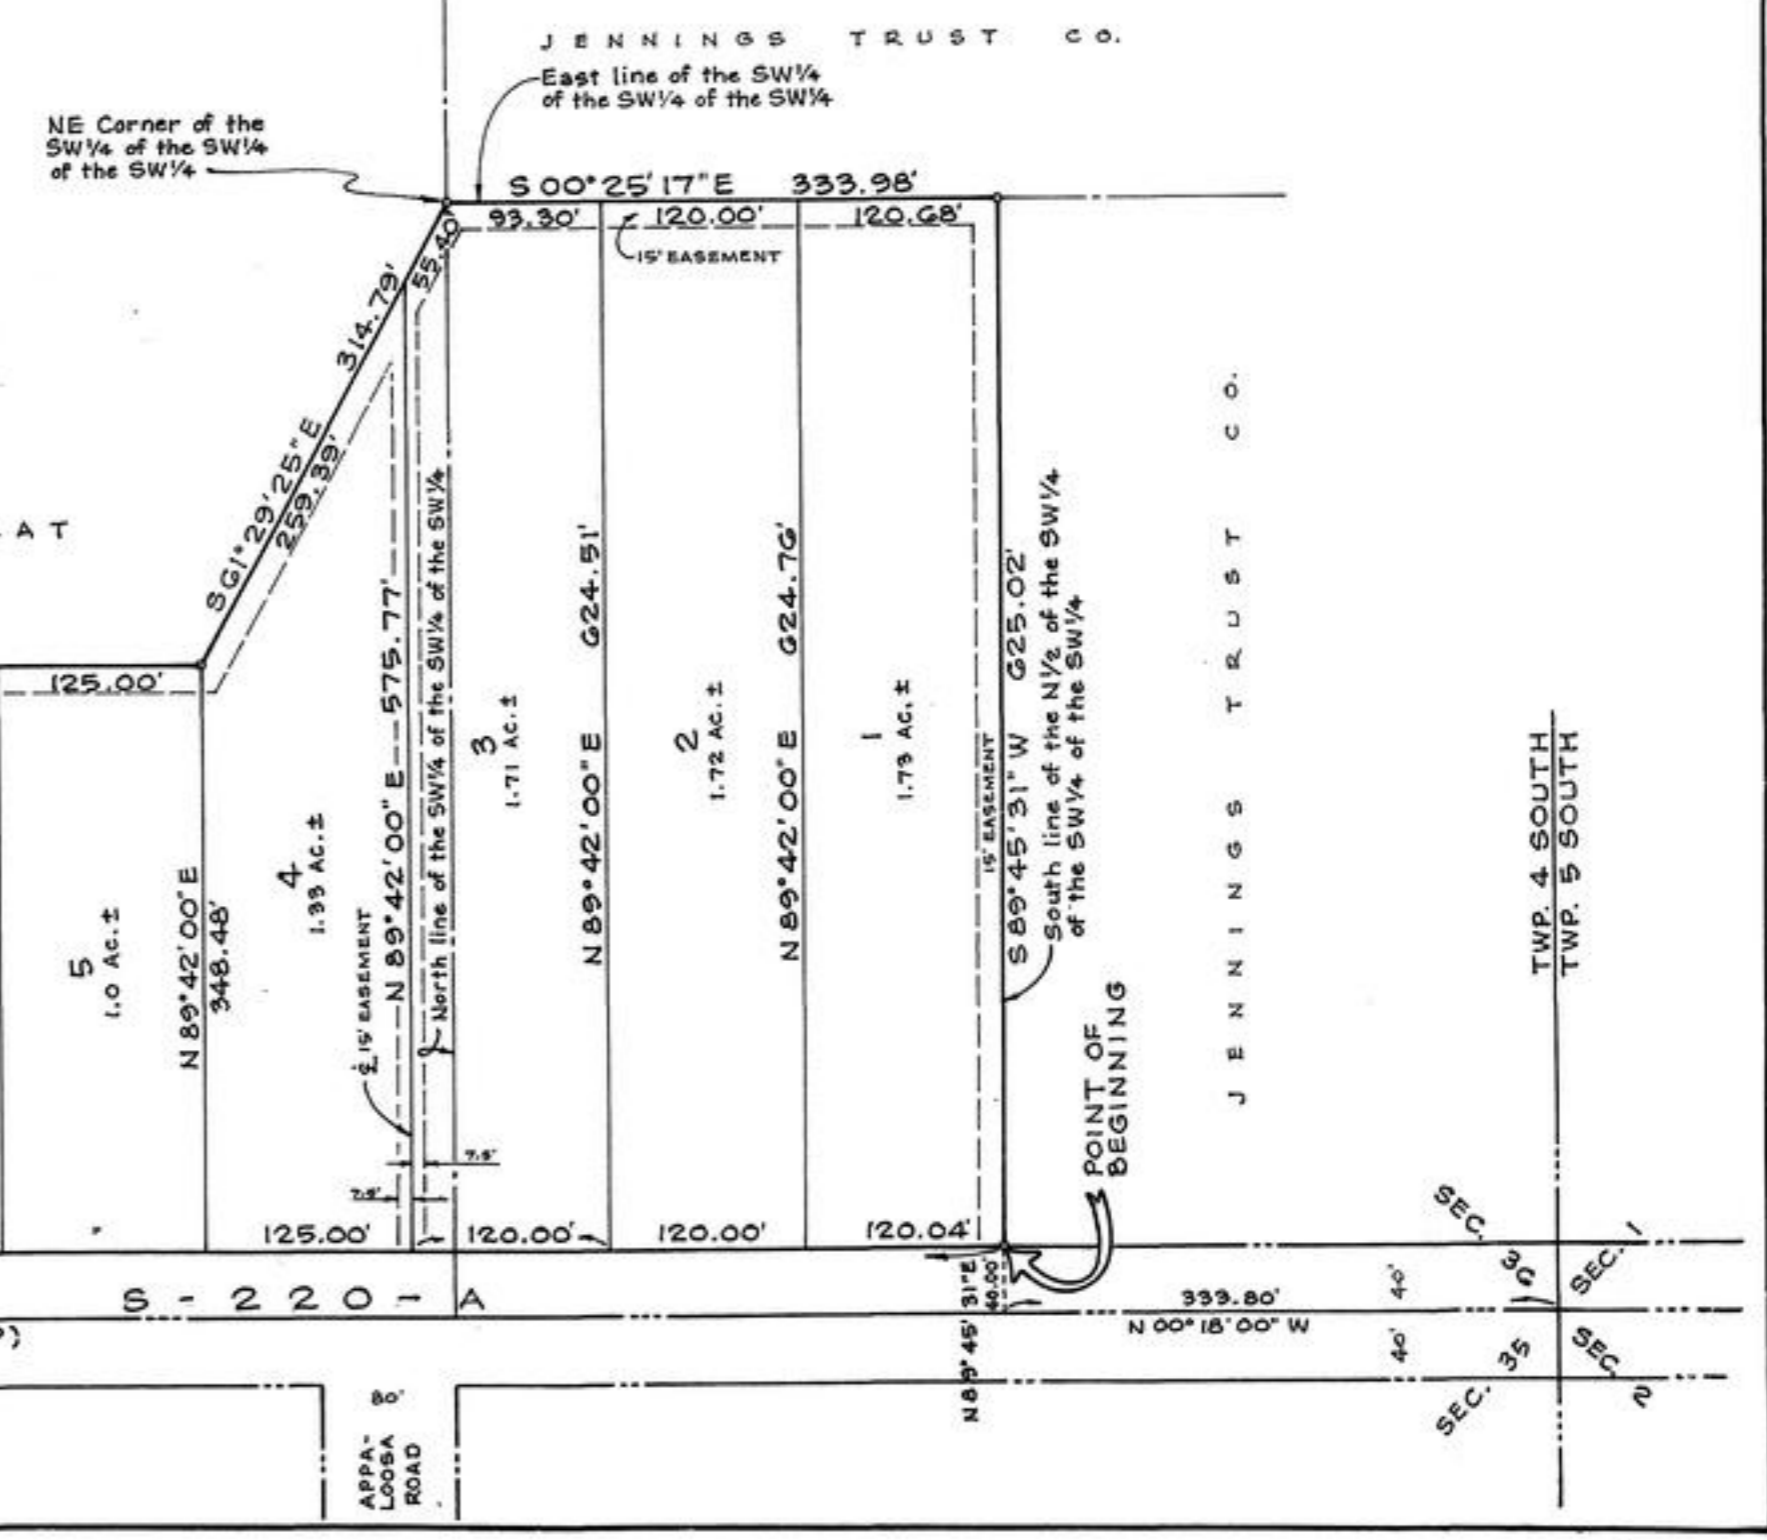 JENNINGS TRUST CO.
East line of the SW¼
of the SW¼ of the SW¼
NE Corner of the
SW¼ of the SW¼
of the SW¼
S 00°25'17"E 333.98'
93.30' 120.00' 120.68'
15' EASEMENT
55.40
314.79'
S 61°29'25"E
259.39'
AT
125.00'
N 89°42'00"E 575.77'
North line of the SW¼ of the SW¼ of the SW¼
N 89°42'00"E 624.51'
N 89°42'00"E 624.76'
S 89°45'31"W 625.02'
South line of the N½ of the SW¼
of the SW¼ of the SW¼
15' EASEMENT
JENNINGS TRUST CO.
TWP. 4 SOUTH
TWP. 5 SOUTH
5
1.0 AC.±
N 89°42'00"E
348.48'
4
1.33 AC.±
3
1.71 AC.±
2
1.72 AC.±
1
1.73 AC.±
℄ 15' EASEMENT
7.5'
7.5'
POINT OF
BEGINNING
125.00' 120.00' 120.00' 120.04'
S-220-A
N 89°45'31"E
40.00'
333.80'
N 00°18'00" W
40'
40'
SEC. 36
SEC. 1
SEC. 35
SEC. 2
80'
APPA-
LOOSA
ROAD